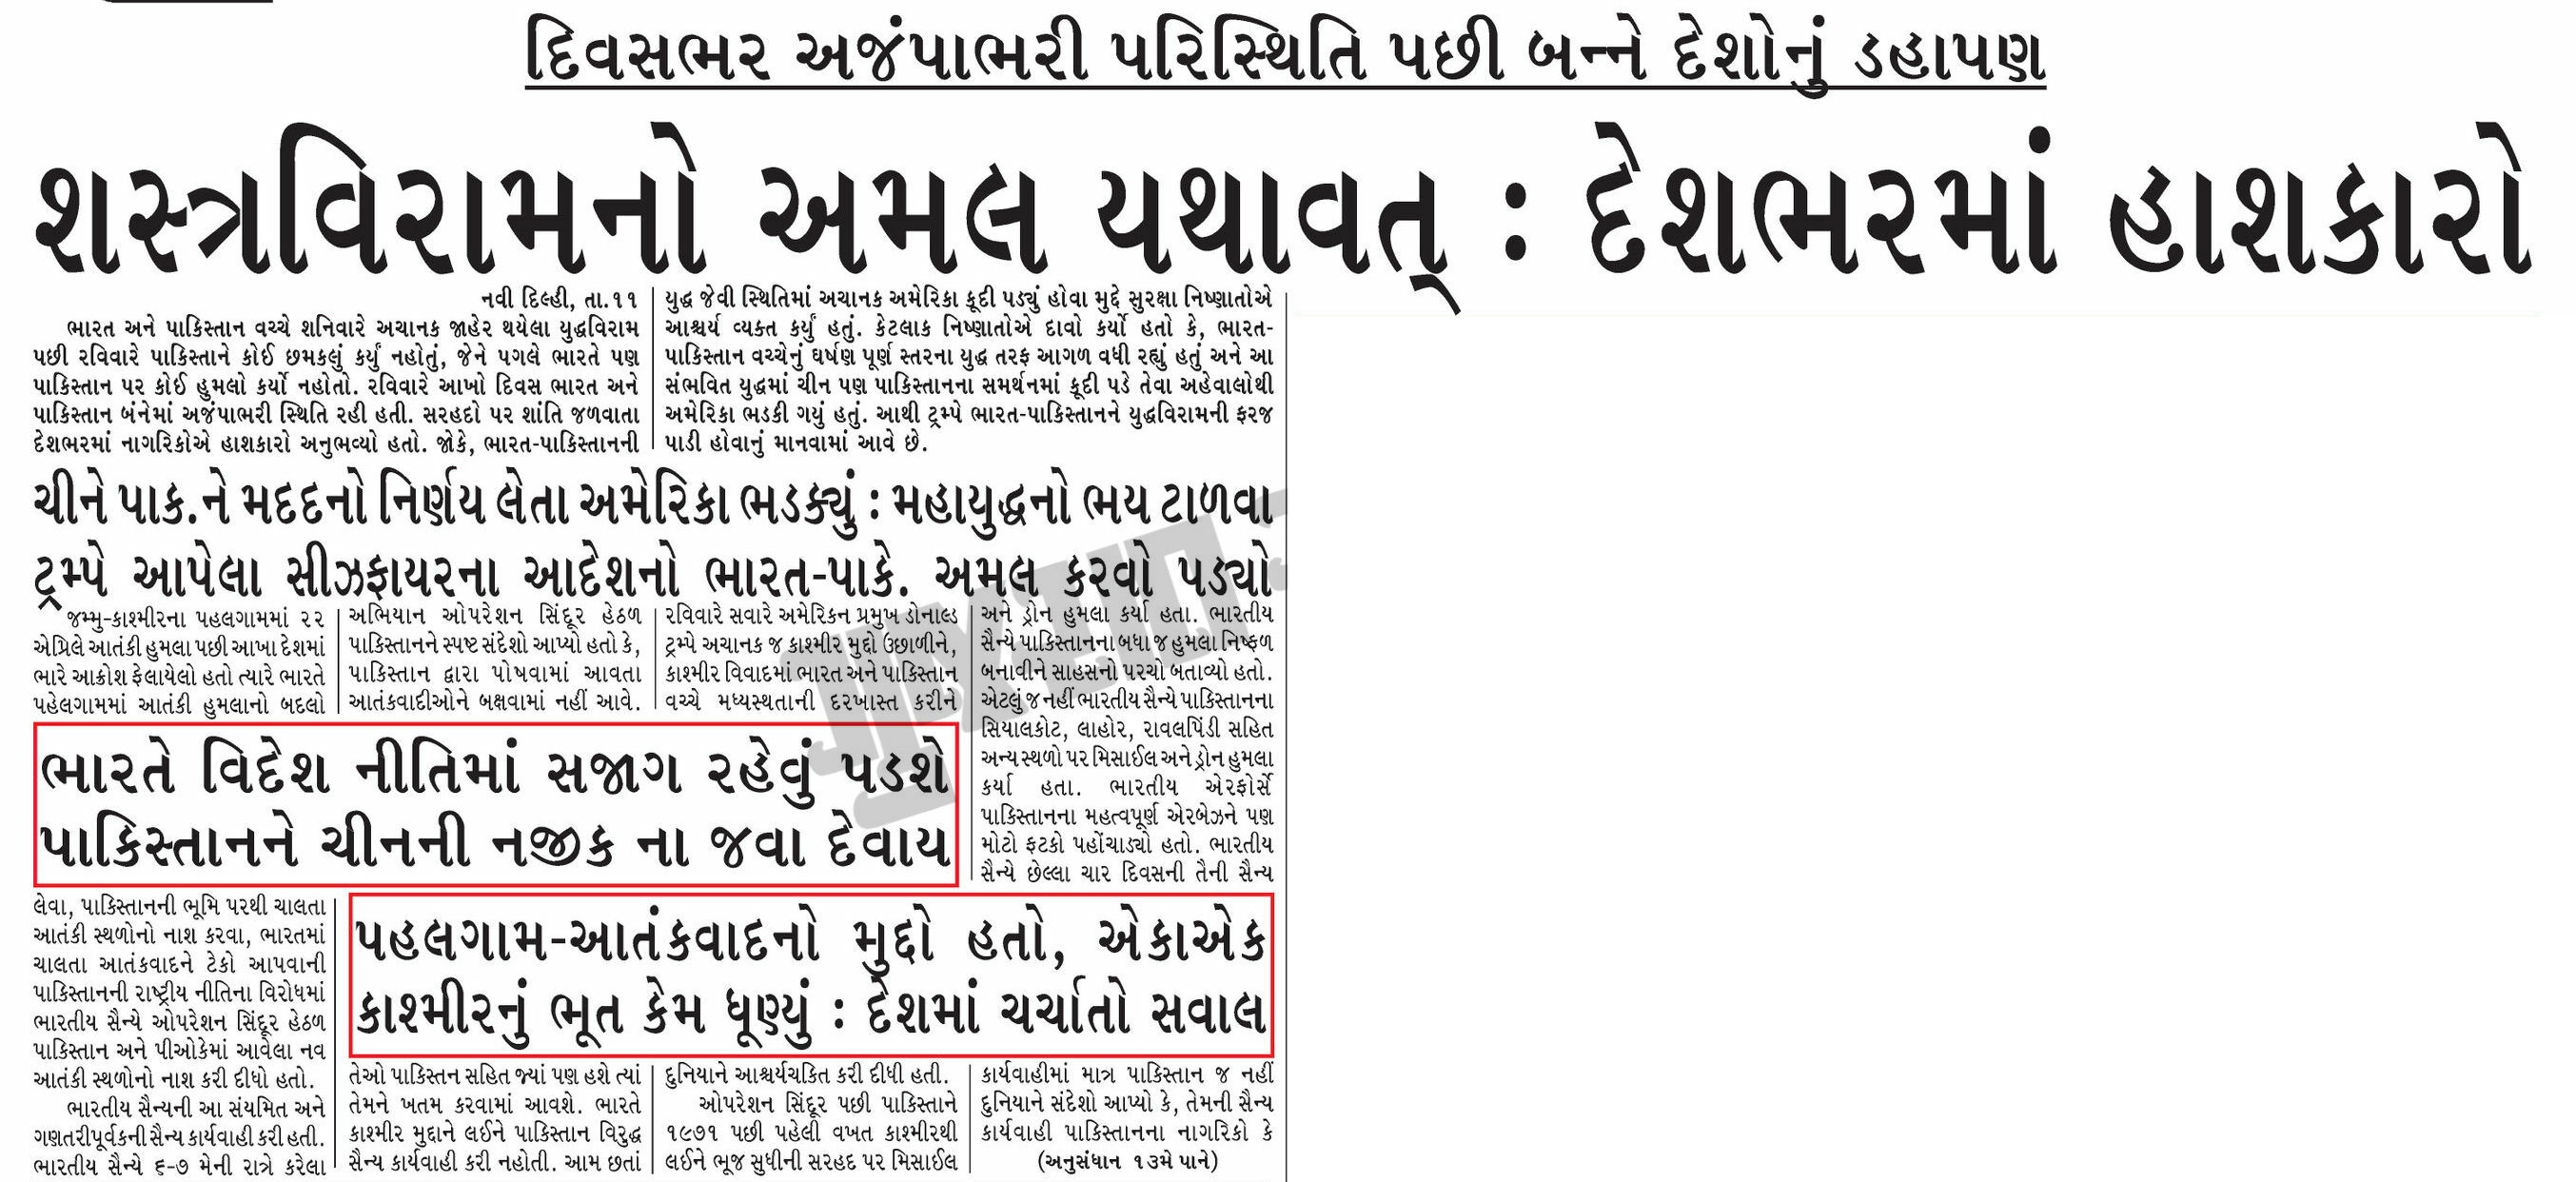 દિવસભર અજંપાભરી પરિસ્થિતિ પછી બન્ને દેશોનું ડહાપણ
શસ્ત્રવિરામનો અમલ યથાવત્ : દેશભરમાં હાશકારો
નવી દિલ્હી, તા.૧૧
ભારત અને પાકિસ્તાન વચ્ચે શનિવારે અચાનક જાહેર થયેલા યુદ્ધવિરામ
પછી રવિવારે પાકિસ્તાને કોઈ છમકલું કર્યું નહોતું, જેને પગલે ભારતે પણ
પાકિસ્તાન પર કોઈ હુમલો કર્યો નહોતો. રવિવારે આખો દિવસ ભારત અને
પાકિસ્તાન બંનેમાં અજંપાભરી સ્થિતિ રહી હતી. સરહદો પર શાંતિ જળવાતા
દેશભરમાં નાગરિકોએ હાશકારો અનુભવ્યો હતો. જોકે, ભારત-પાકિસ્તાનની
યુદ્ધ જેવી સ્થિતિમાં અચાનક અમેરિકા કૂદી પડ્યું હોવા મુદ્દે સુરક્ષા નિષ્ણાતોએ
આશ્ચર્ય વ્યક્ત કર્યું હતું. કેટલાક નિષ્ણાતોએ દાવો કર્યો હતો કે, ભારત-
પાકિસ્તાન વચ્ચેનું ઘર્ષણ પૂર્ણ સ્તરના યુદ્ધ તરફ આગળ વધી રહ્યું હતું અને આ
સંભવિત યુદ્ધમાં ચીન પણ પાકિસ્તાનના સમર્થનમાં કૂદી પડે તેવા અહેવાલોથી
અમેરિકા ભડકી ગયું હતું. આથી ટ્રમ્પે ભારત-પાકિસ્તાનને યુદ્ધવિરામની ફરજ
પાડી હોવાનું માનવામાં આવે છે.
ચીને પાક.ને મદદનો નિર્ણય લેતા અમેરિકા ભડક્યું : મહાયુદ્ધનો ભય ટાળવા
ટ્રમ્પે આપેલા સીઝફાયરના આદેશનો ભારત-પાકે. અમલ કરવો પડ્યો
જમ્મુ-કાશ્મીરના પહલગામમાં ૨૨
એપ્રિલે આતંકી હુમલા પછી આખા દેશમાં
ભારે આક્રોશ ફેલાયેલો હતો ત્યારે ભારતે
પહેલગામમાં આતંકી હુમલાનો બદલો
ભારતે વિદેશ નીતિમાં સજાગ રહેવું પડશે
પાકિસ્તાનને ચીનની નજીક ના જવા દેવાય
લેવા, પાકિસ્તાનની ભૂમિ પરથી ચાલતા
આતંકી સ્થળોનો નાશ કરવા, ભારતમાં
ચાલતા આતંકવાદને ટેકો આપવાની
પાકિસ્તાનની રાષ્ટ્રીય નીતિના વિરોધમાં
ભારતીય સૈન્યે ઓપરેશન સિંદૂર હેઠળ
પાકિસ્તાન અને પીઓકેમાં આવેલા નવ
આતંકી સ્થળોનો નાશ કરી દીધો હતો.
ભારતીય સૈન્યની આ સંયમિત અને
ગણતરીપૂર્વકની સૈન્ય કાર્યવાહી કરી હતી.
ભારતીય સૈન્યે ૬-૭ મેની રાત્રે કરેલા
અભિયાન ઓપરેશન સિંદૂર હેઠળ
પાકિસ્તાનને સ્પષ્ટ સંદેશો આપ્યો હતો કે,
પાકિસ્તાન દ્વારા પોષવામાં આવતા
આતંકવાદીઓને બક્ષવામાં નહીં આવે.
પહલગામ-આતંકવાદનો મુદ્દો હતો, એકાએક
કાશ્મીરનું ભૂત કેમ ધૂણ્યું : દેશમાં ચર્ચાતો સવાલ
તેઓ પાકિસ્તન સહિત જ્યાં પણ હશે ત્યાં
તેમને ખતમ કરવામાં આવશે. ભારતે
કાશ્મીર મુદ્દાને લઈને પાકિસ્તાન વિરુદ્ધ
સૈન્ય કાર્યવાહી કરી નહોતી. આમ છતાં
રવિવારે સવારે અમેરિકન પ્રમુખ ડોનાલ્ડ
ટ્રમ્પે અચાનક જ કાશ્મીર મુદ્દો ઉછાળીને,
કાશ્મીર વિવાદમાં ભારત અને પાકિસ્તાન
વચ્ચે મધ્યસ્થતાની દરખાસ્ત કરીને
દુનિયાને આશ્ચર્યચકિત કરી દીધી હતી.
ઓપરેશન સિંદૂર પછી પાકિસ્તાને
૧૯૭૧ પછી પહેલી વખત કાશ્મીરથી
લઈને ભૂજ સુધીની સરહદ પર મિસાઈલ
અને ડ્રોન હુમલા કર્યા હતા. ભારતીય
સૈન્યે પાકિસ્તાનના બધા જ હુમલા નિષ્ફળ
બનાવીને સાહસનો પરચો બતાવ્યો હતો.
એટલું જ નહીં ભારતીય સૈન્યે પાકિસ્તાનના
સિયાલકોટ, લાહોર, રાવલપિંડી સહિત
અન્ય સ્થળો પર મિસાઈલ અને ડ્રોન હુમલા
કર્યા હતા. ભારતીય એરફોર્સે
પાકિસ્તાનના મહત્વપૂર્ણ એરબેઝને પણ
મોટો ફટકો પહોંચાડ્યો હતો. ભારતીય
સૈન્યે છેલ્લા ચાર દિવસની તૈની સૈન્ય
કાર્યવાહીમાં માત્ર પાકિસ્તાન જ નહીં
દુનિયાને સંદેશો આપ્યો કે, તેમની સૈન્ય
કાર્યવાહી પાકિસ્તાનના નાગરિકો કે
(અનુસંધાન ૧૩મે પાને)